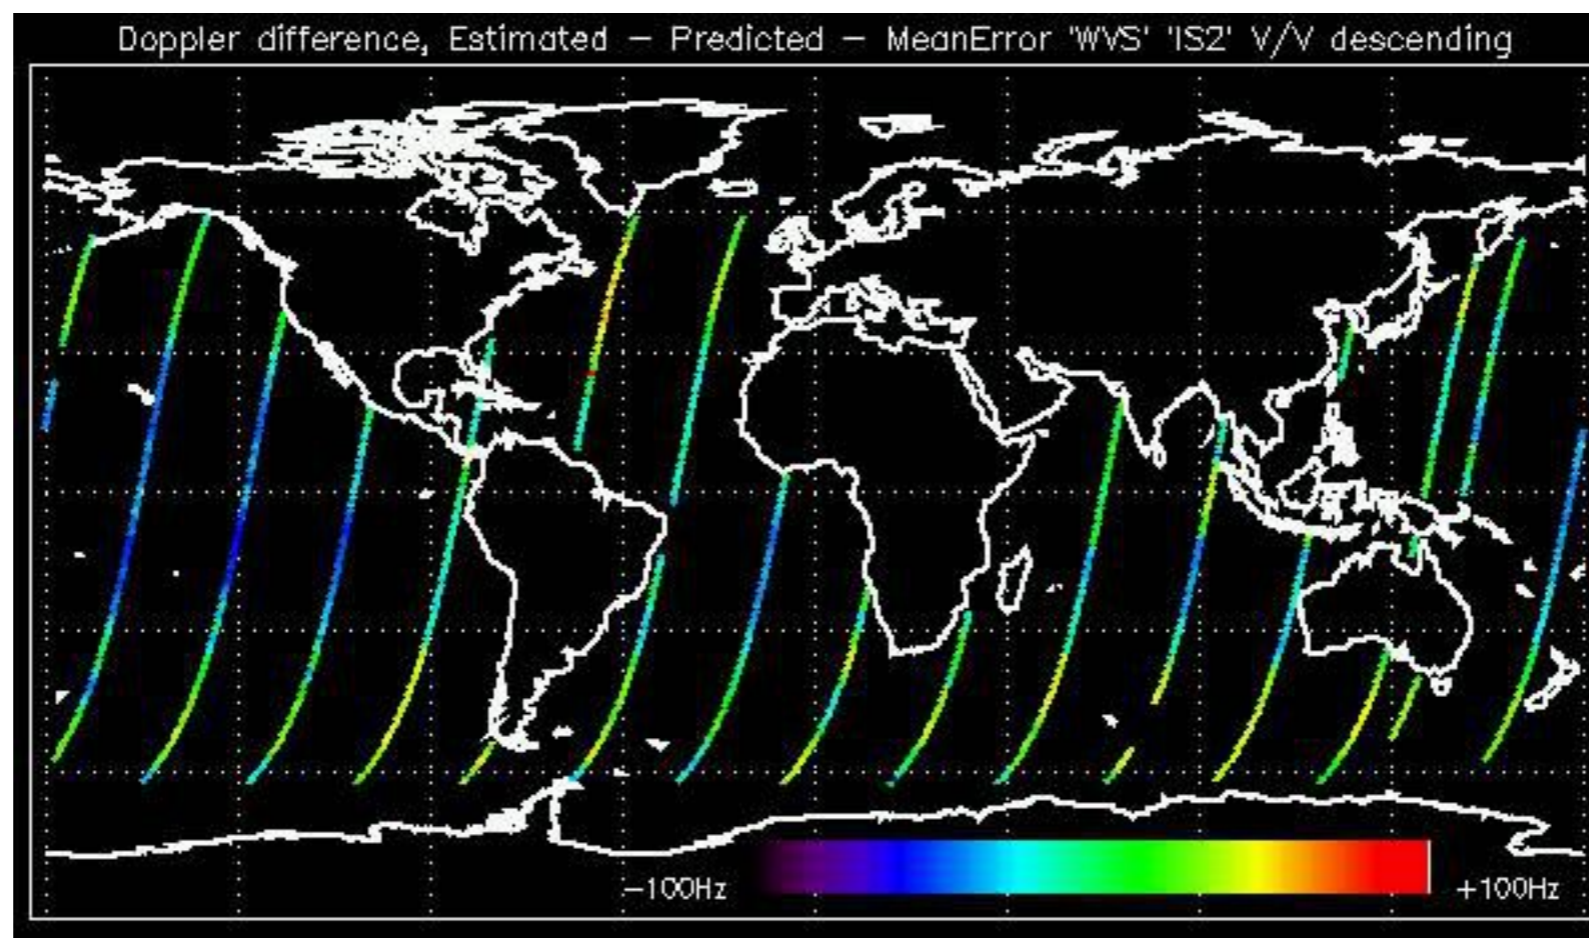 Doppler difference, Estimated – Predicted – MeanError 'WVS' 'IS2' V/V descending
–100Hz +100Hz